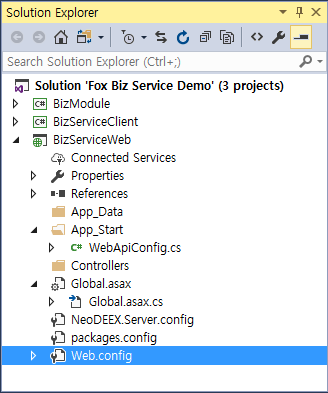 Solution Explorer
Search Solution Explorer (Ctrl+;)
Solution 'Fox Biz Service Demo' (3 projects)
C# BizModule
C# BizServiceClient
BizServiceWeb
Connected Services
Properties
References
App_Data
App_Start
C# WebApiConfig.cs
Controllers
Global.asax
Global.asax.cs
NeoDEEX.Server.config
packages.config
Web.config